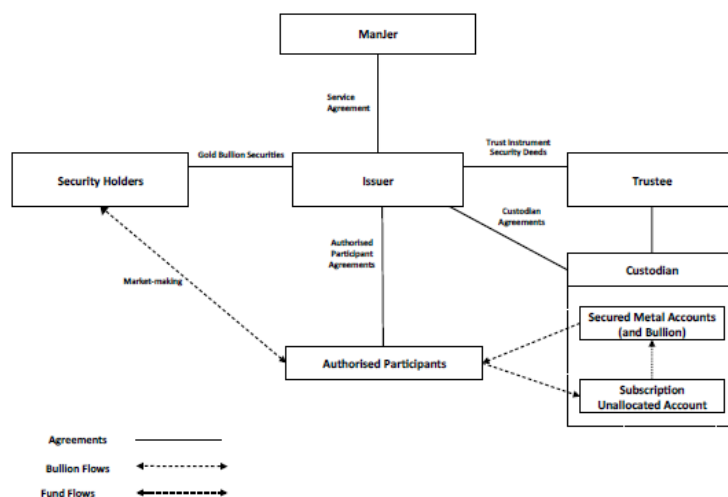 ManJer
Service
Agreement
Gold Bullion Securities
Trust Instrument
Security Deeds
Security Holders
Issuer
Trustee
Custodian
Agreements
Authorised
Participant
Agreements
Market-making
Custodian
Secured Metal Accounts
(and Bullion)
Authorised Participants
Subscription
Unallocated Account
Agreements
Bullion Flows
Fund Flows